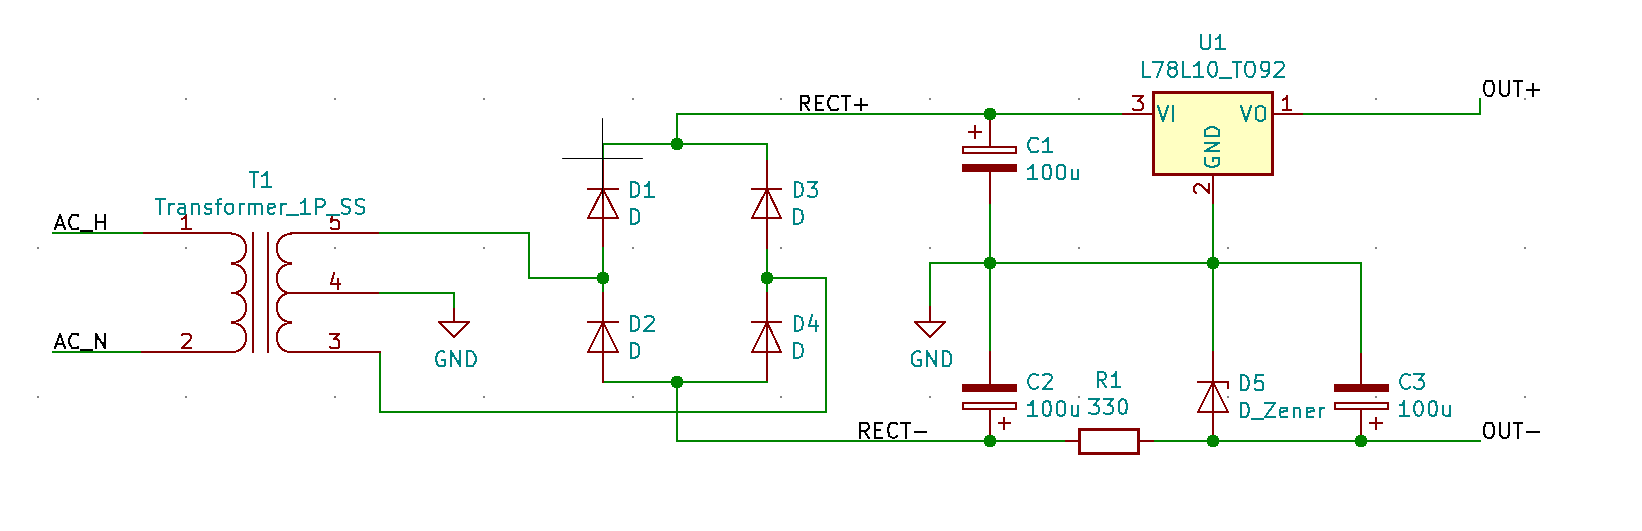 U1
L78L10_TO92
OUT+
RECT+
3
VI
VO
1
GND
2
+
C1
100u
T1
Transformer_1P_SS
AC_H
1
5
4
AC_N
2
3
GND
D1
D
D3
D
D2
D
D4
D
GND
C2
100u
+
R1
330
D5
D_Zener
C3
100u
+
RECT-
OUT-